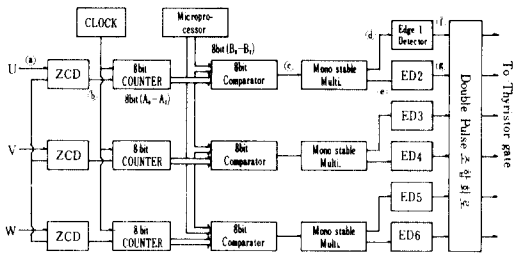 CLOCK
Micropro-
cessor
8bit(B₀−B₇)
(a)
U
ZCD
(b)
8bit
COUNTER
8bit(A₀−A₇)
8bit
Comparator
(c)
Mono stable
Multi.
(d)
Edge 1
Detector
(f)
(e)
ED2
(g)
V
ZCD
8bit
COUNTER
8bit
Comparator
Mono stable
Multi.
ED3
ED4
W
ZCD
8bit
COUNTER
8bit
Comparator
Mono stable
Multi.
ED5
ED6
Double Pulse 조합회로
To Thyristor gate